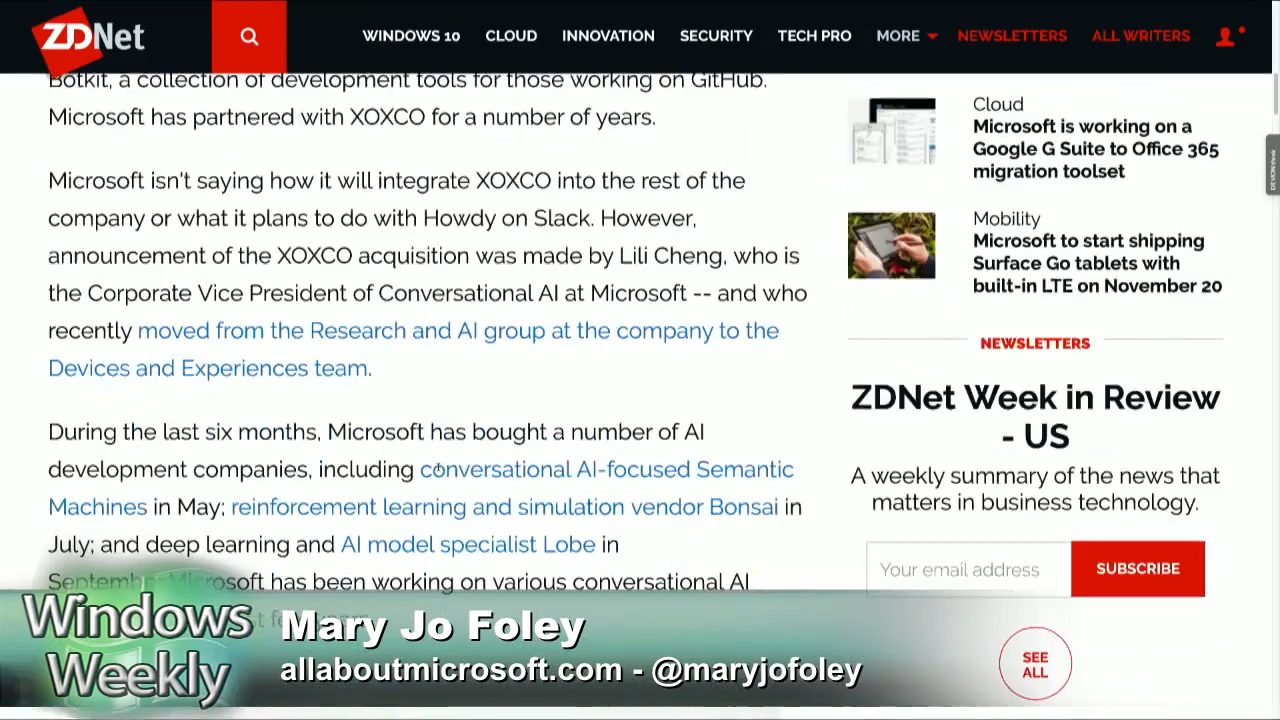 ZDNet
WINDOWS 10
CLOUD
INNOVATION
SECURITY
TECH PRO
MORE
NEWSLETTERS
ALL WRITERS
Botkit, a collection of development tools for those working on GitHub.
Microsoft has partnered with XOXCO for a number of years.
Microsoft isn't saying how it will integrate XOXCO into the rest of the
company or what it plans to do with Howdy on Slack. However,
announcement of the XOXCO acquisition was made by Lili Cheng, who is
the Corporate Vice President of Conversational AI at Microsoft -- and who
recently moved from the Research and AI group at the company to the
Devices and Experiences team.
During the last six months, Microsoft has bought a number of AI
development companies, including conversational AI-focused Semantic
Machines in May; reinforcement learning and simulation vendor Bonsai in
July; and deep learning and AI model specialist Lobe in
September. Microsoft has been working on various conversational AI
Cloud
Microsoft is working on a
Google G Suite to Office 365
migration toolset
Mobility
Microsoft to start shipping
Surface Go tablets with
built-in LTE on November 20
NEWSLETTERS
ZDNet Week in Review
- US
A weekly summary of the news that
matters in business technology.
Your email address
SUBSCRIBE
SEE
ALL
Windows
Weekly
Mary Jo Foley
allaboutmicrosoft.com - @maryjofoley